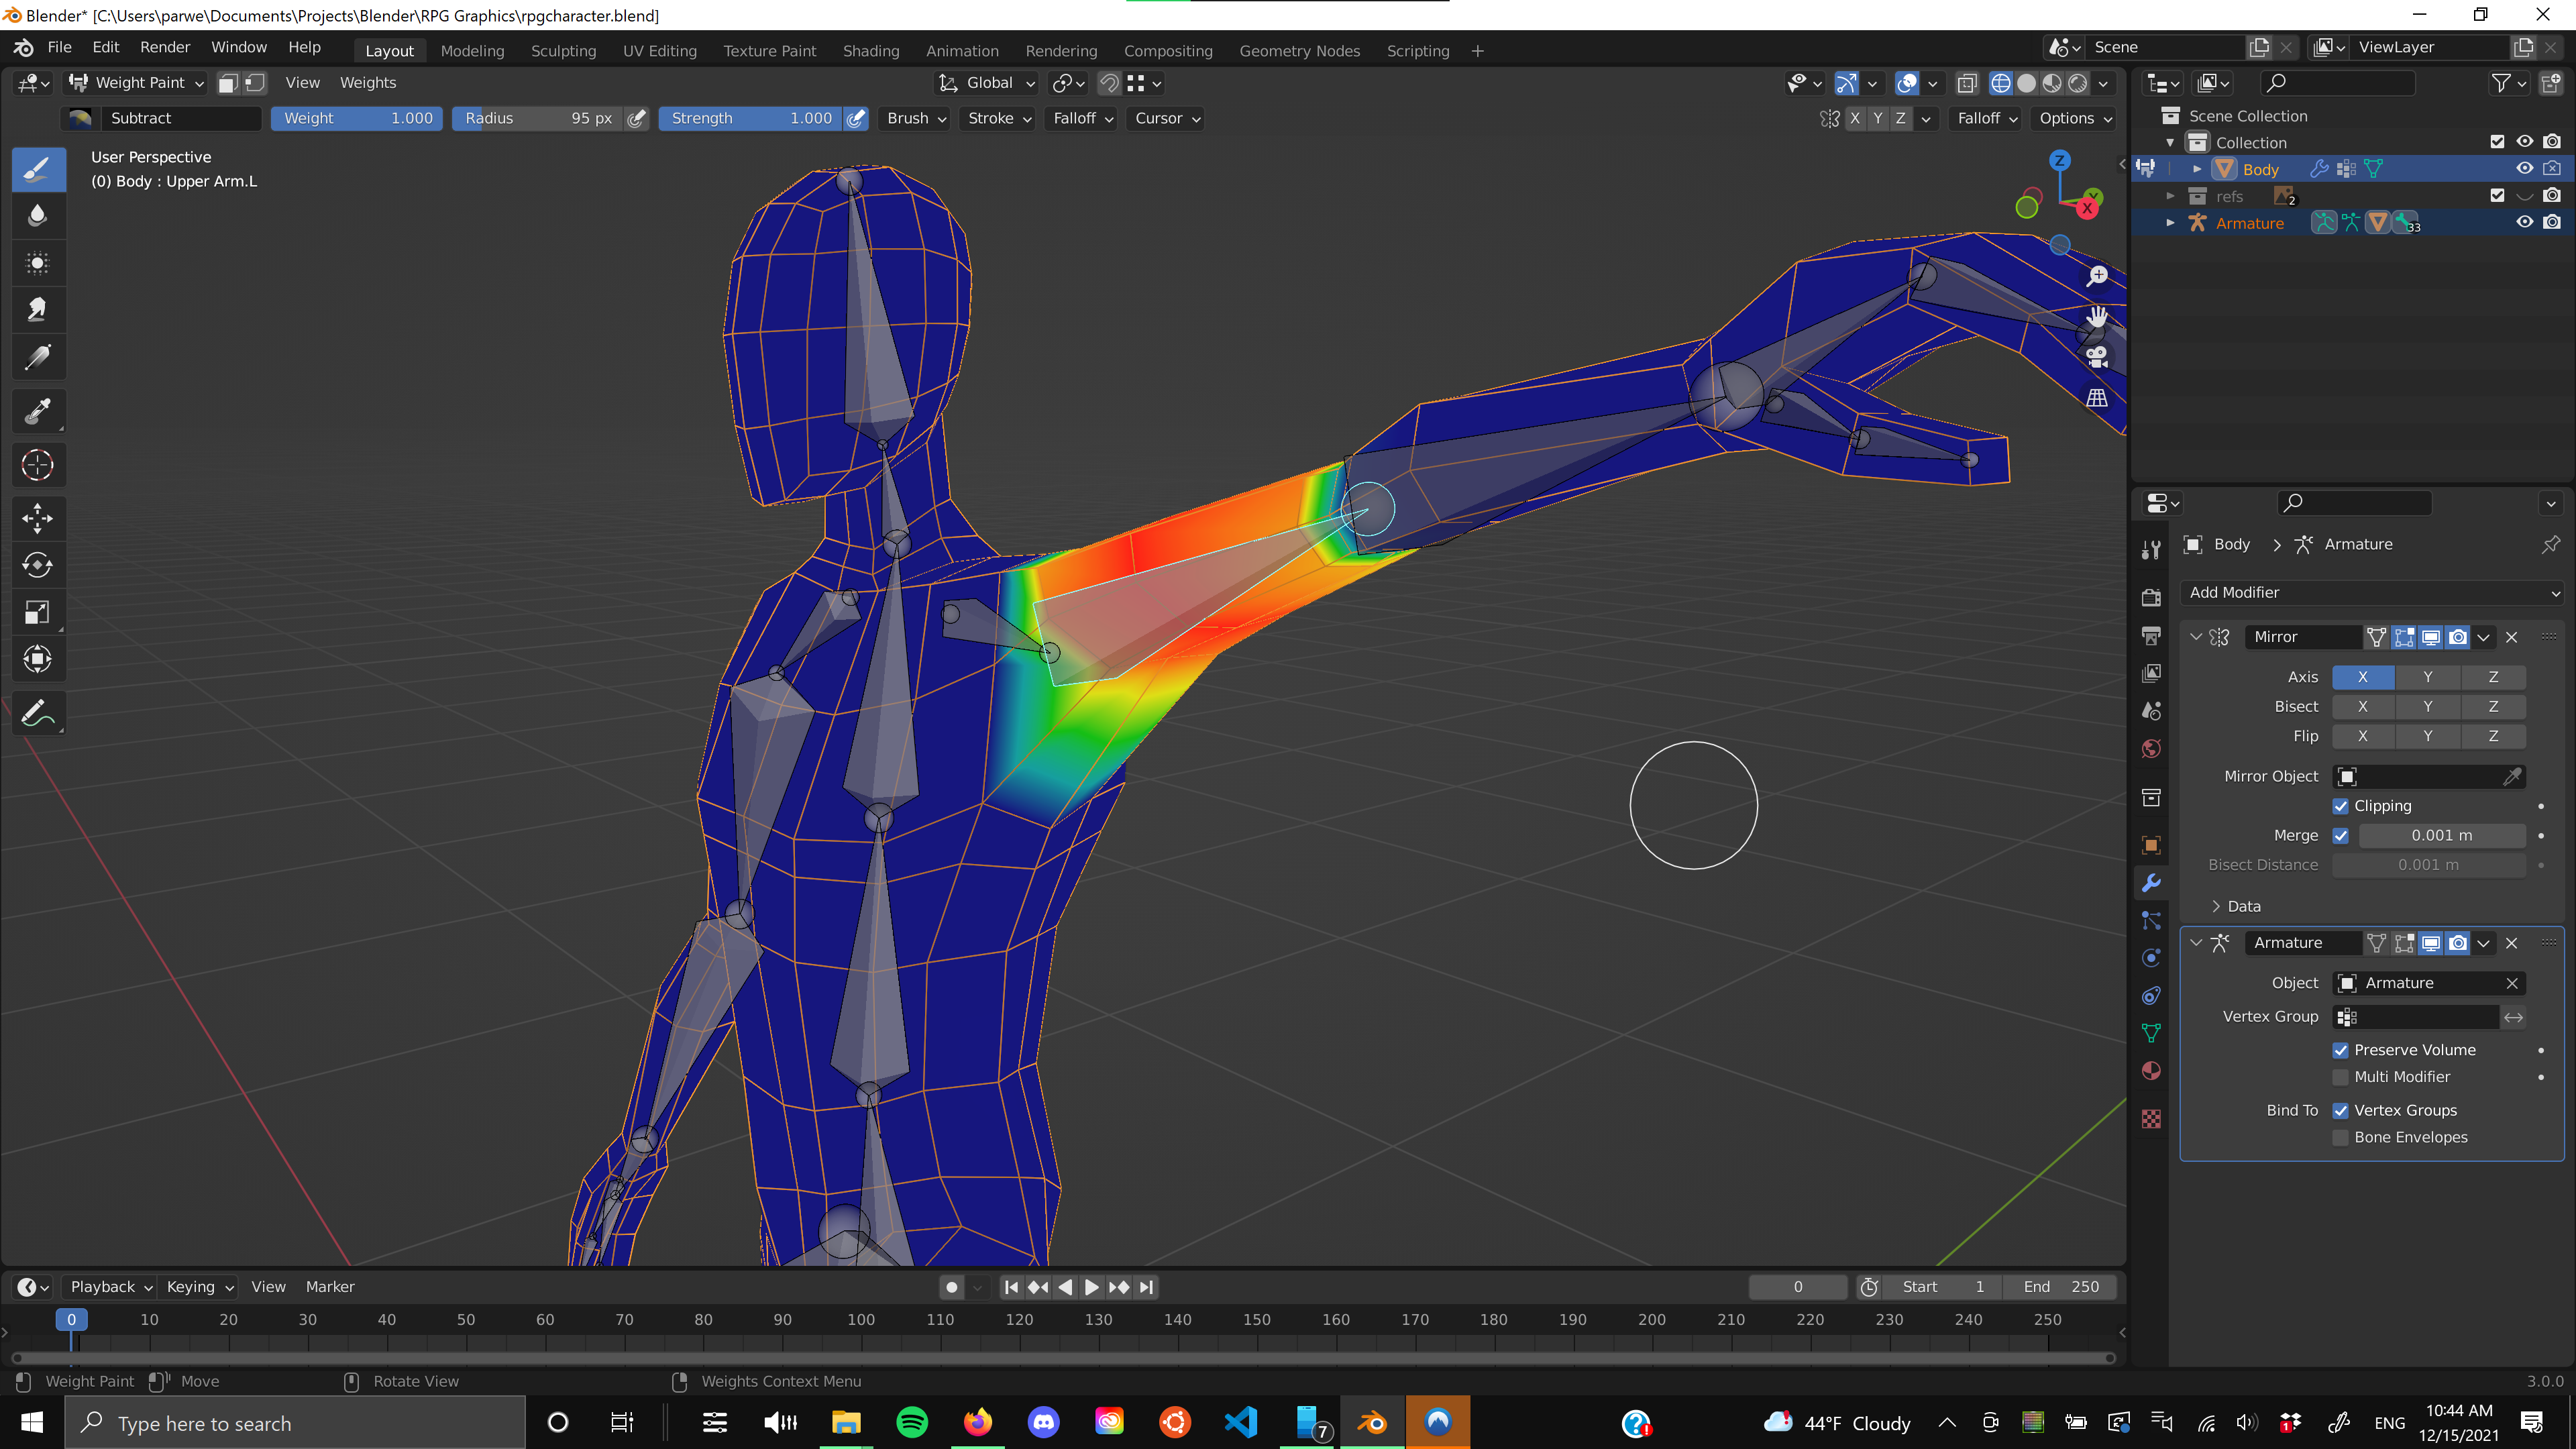 Blender* [C:\Users\parwe\Documents\Projects\Blender\RPG Graphics\rpgcharacter.blend]
File Edit Render Window Help Layout Modeling Sculpting UV Editing Texture Paint Shading Animation Rendering Compositing Geometry Nodes Scripting + Scene ViewLayer
Weight Paint View Weights Global
Subtract Weight 1.000 Radius 95 px Strength 1.000 Brush Stroke Falloff Cursor X Y Z Falloff Options
User Perspective
(0) Body : Upper Arm.L
Z
Y
X
Scene Collection
Collection
Body
refs 2
Armature 33
Body > Armature
Add Modifier
Mirror
Axis X Y Z
Bisect X Y Z
Flip X Y Z
Mirror Object
Clipping
Merge 0.001 m
Bisect Distance 0.001 m
Data
Armature
Object Armature
Vertex Group
Preserve Volume
Multi Modifier
Bind To Vertex Groups
Bone Envelopes
Playback Keying View Marker 0 Start 1 End 250
0 10 20 30 40 50 60 70 80 90 100 110 120 130 140 150 160 170 180 190 200 210 220 230 240 250
Weight Paint Move Rotate View Weights Context Menu 3.0.0
Type here to search 7 44°F Cloudy 1 ENG 10:44 AM
12/15/2021